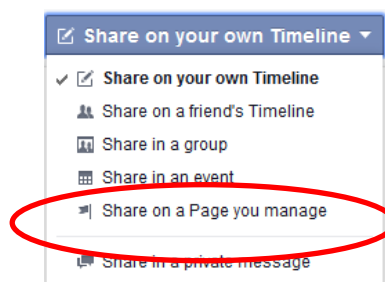 Share on your own Timeline
Share on your own Timeline
Share on a friend's Timeline
Share in a group
Share in an event
Share on a Page you manage
Share in a private message